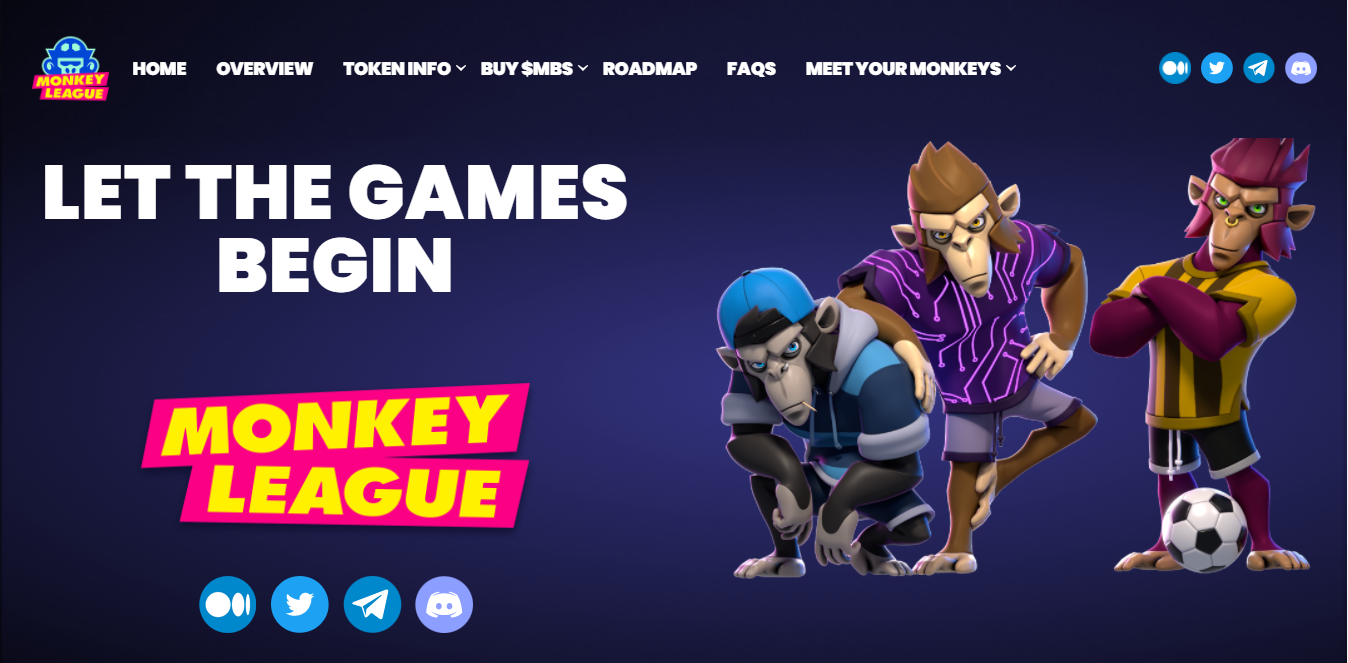 MONKEY
LEAGUE
HOME OVERVIEW TOKEN INFO BUY $MBS ROADMAP FAQS MEET YOUR MONKEYS
LET THE GAMES
BEGIN
MONKEY
LEAGUE